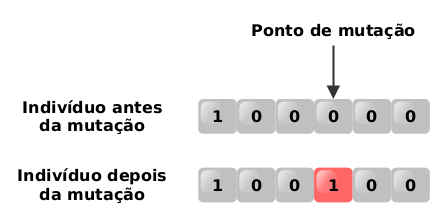 Ponto de mutação
Indivíduo antes
da mutação
1 0 0 0 0 0
Indivíduo depois
da mutação
1 0 0 1 0 0